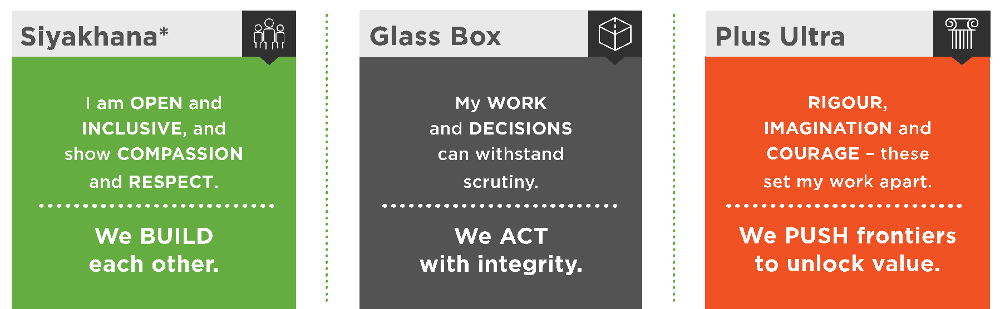 Siyakhana*
I am OPEN and
INCLUSIVE, and
show COMPASSION
and RESPECT.
We BUILD
each other.
Glass Box
My WORK
and DECISIONS
can withstand
scrutiny.
We ACT
with integrity.
Plus Ultra
RIGOUR,
IMAGINATION and
COURAGE – these
set my work apart.
We PUSH frontiers
to unlock value.